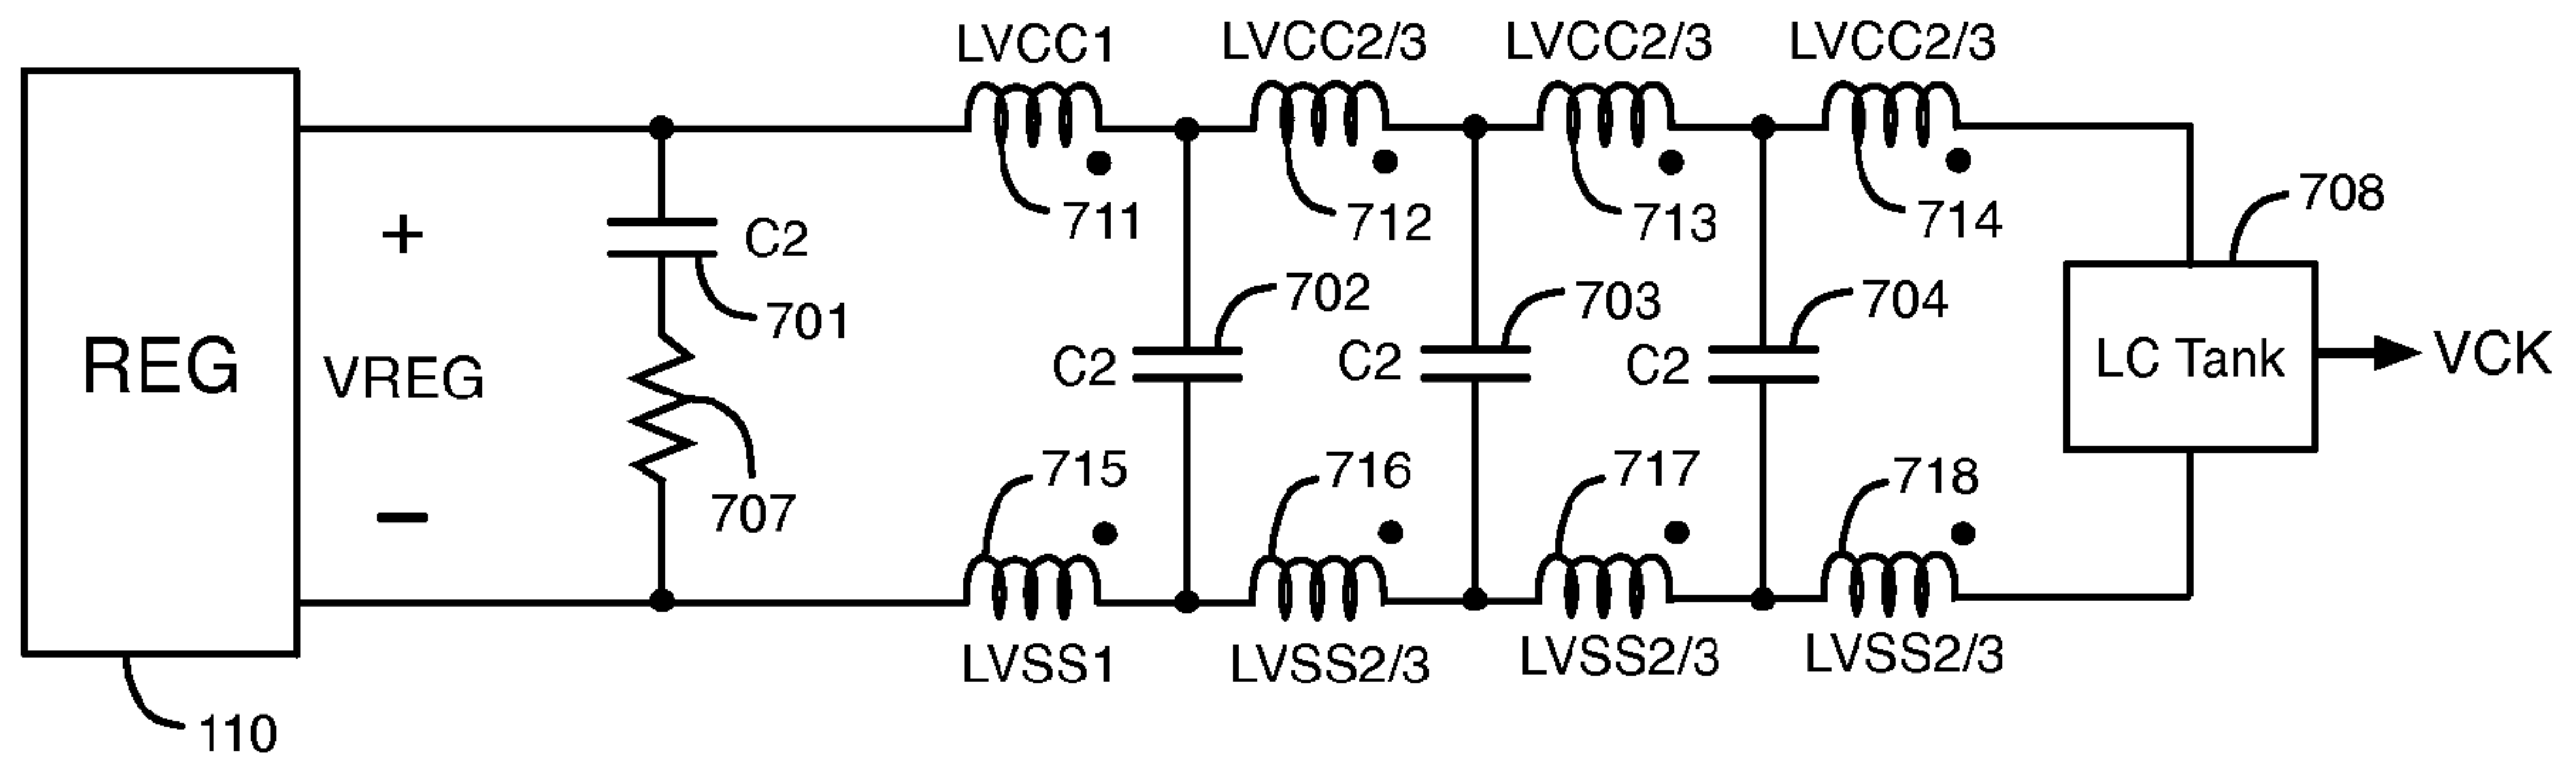 LVCC1 LVCC2/3 LVCC2/3 LVCC2/3
711 712 713 714 708
+ C2 702 703 704
701
REG VREG C2 C2 C2 LC Tank VCK
715 716 717 718
707
–
LVSS1 LVSS2/3 LVSS2/3 LVSS2/3
110